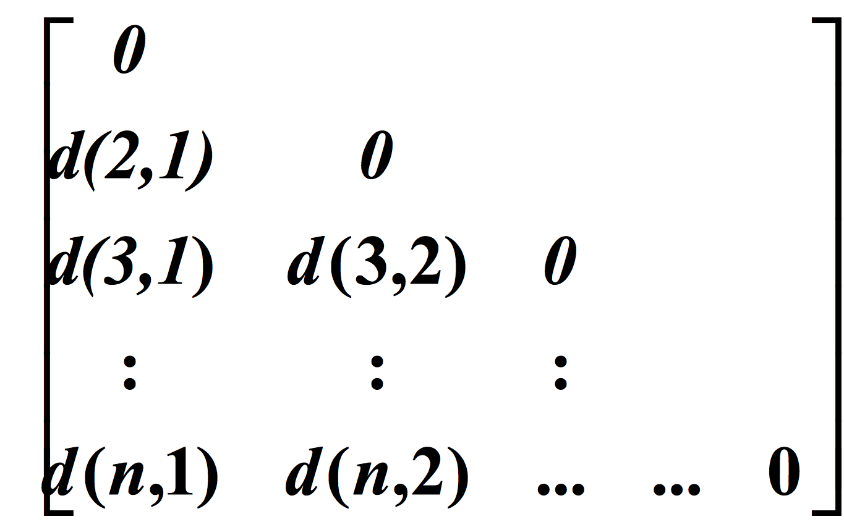 0
d(2,1) 0
d(3,1) d(3,2) 0
: : :
d(n,1) d(n,2) ... ... 0